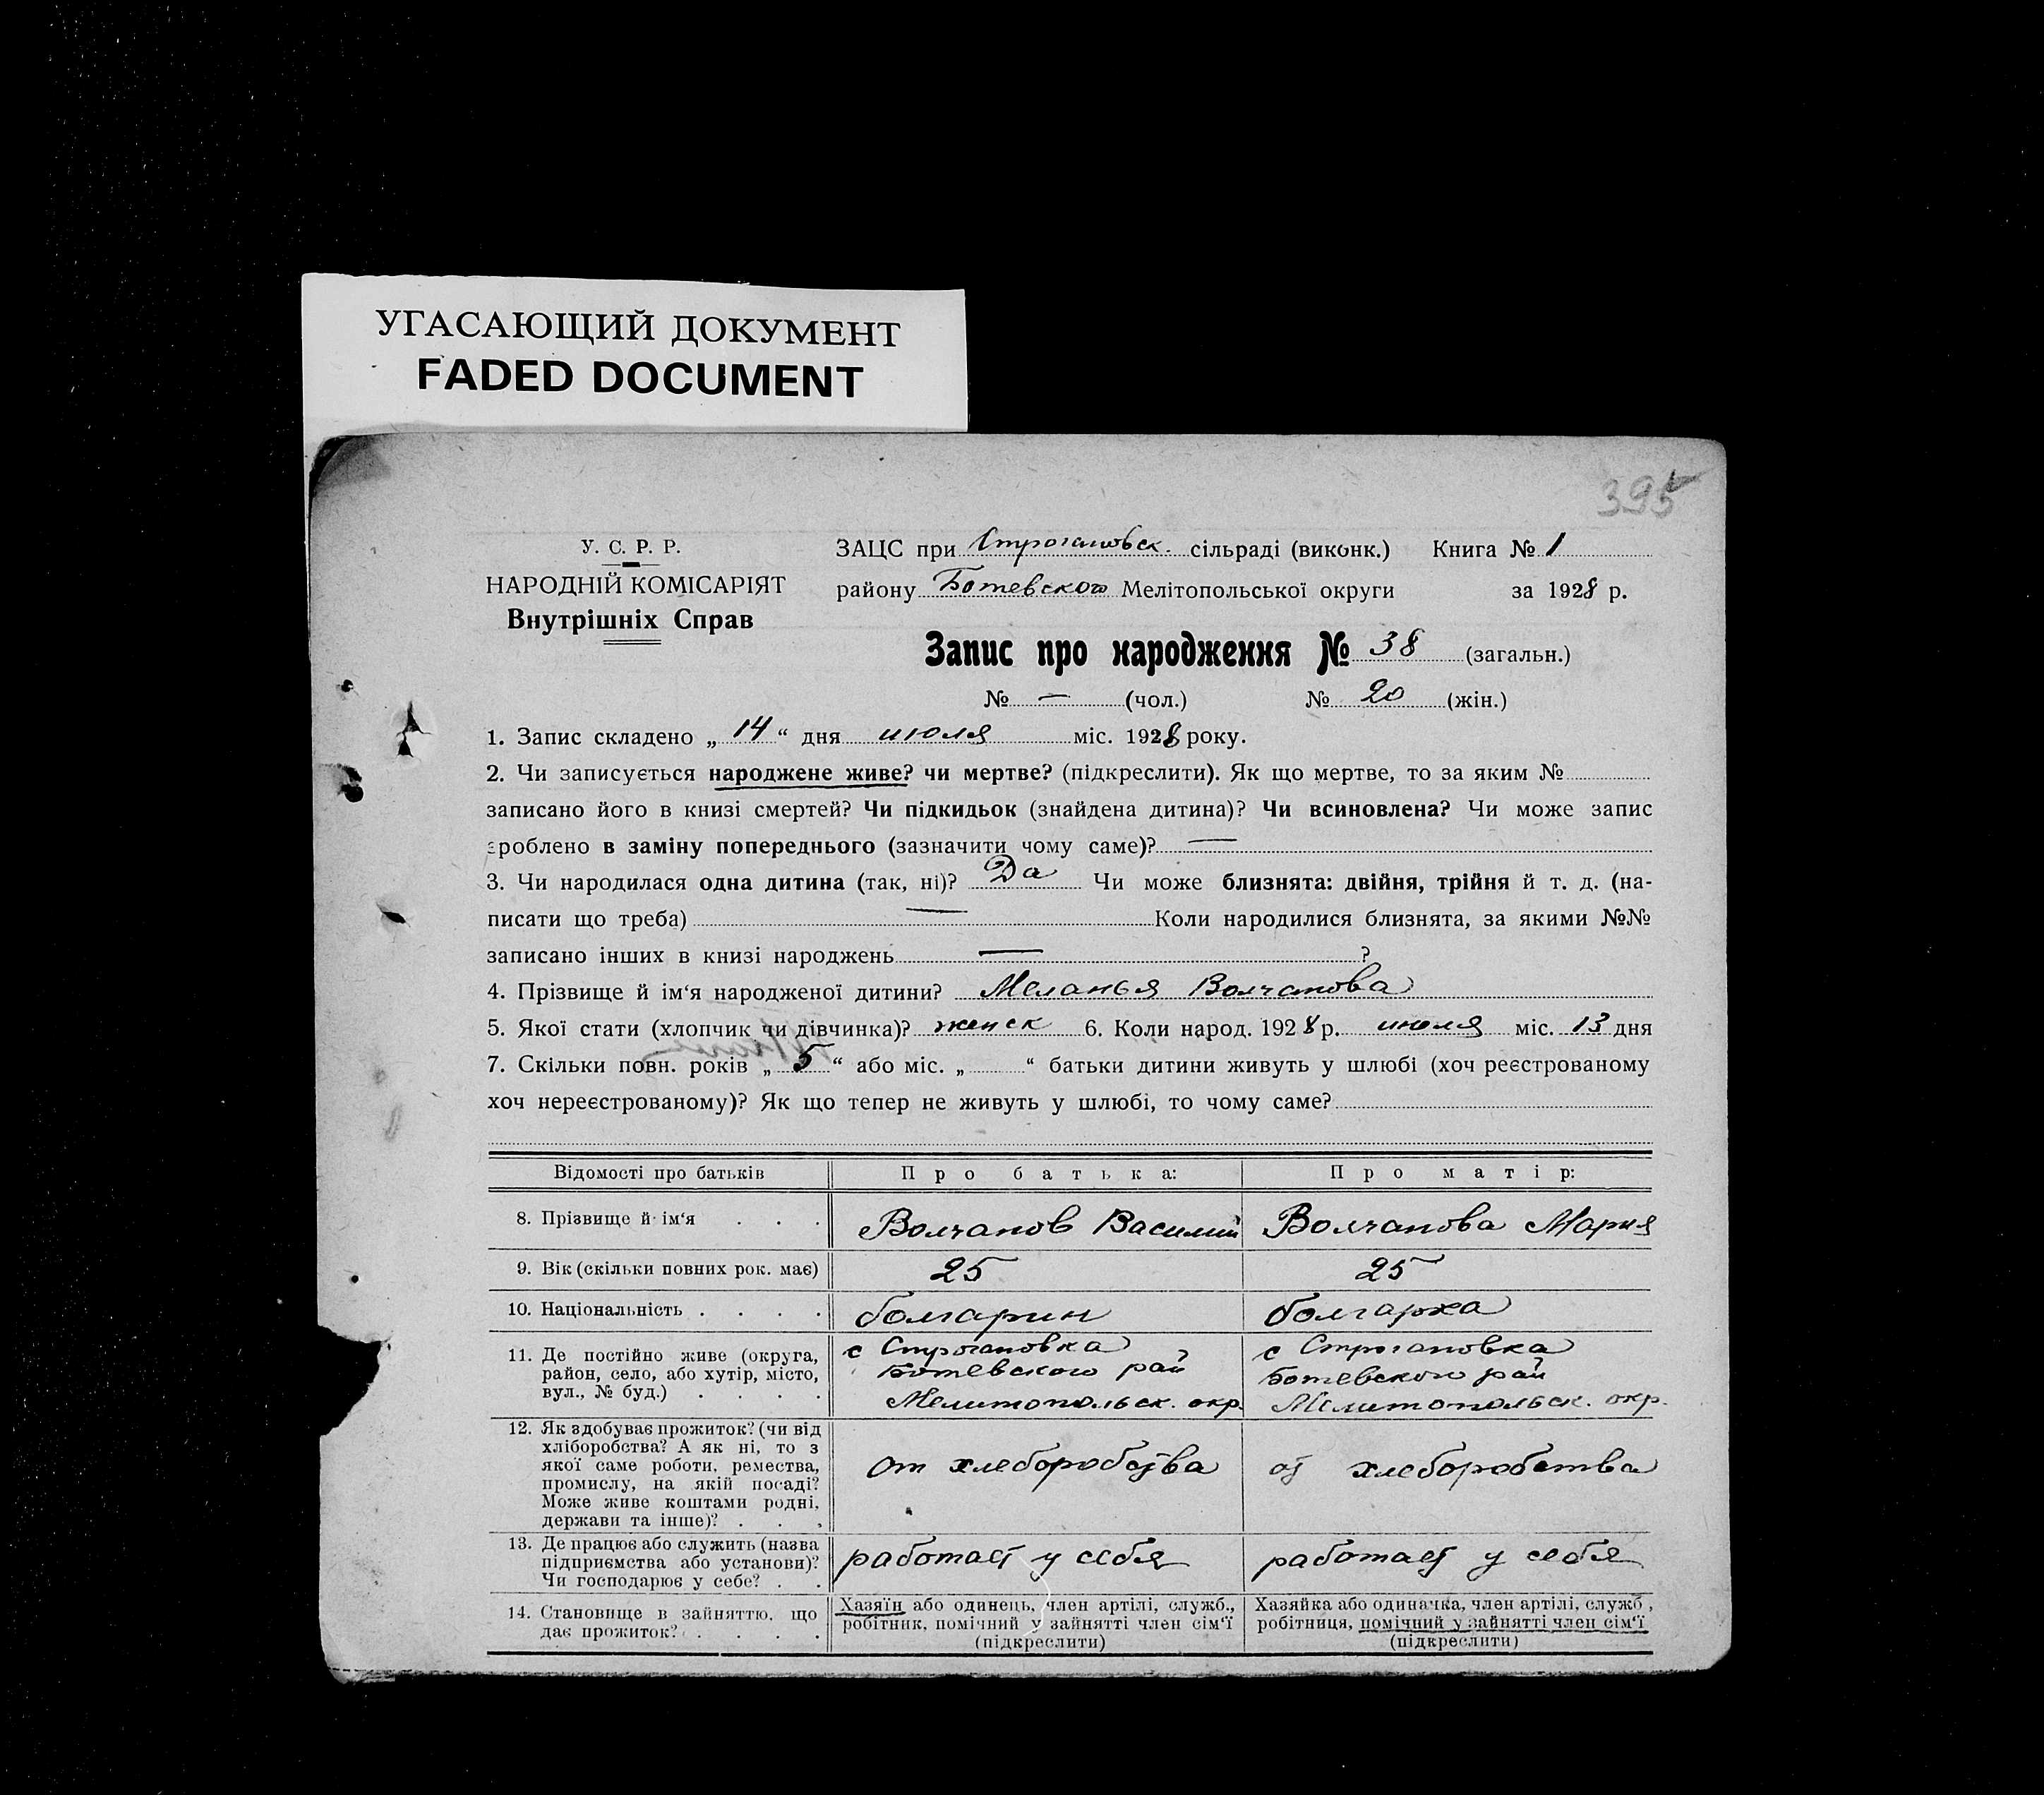 УГАСАЮЩИЙ ДОКУМЕНТ
FADED DOCUMENT
395
У. С. Р. Р.
НАРОДНІЙ КОМІСАРІЯТ
Внутрішніх Справ
ЗАЦС при Строгановск. сільраді (виконк.) Книга № 1
району Ботевского Мелітопольської округи за 1928 р.
Запис про народження № 38 (загальн.)
№ — (чол.) № 20 (жін.)
1. Запис складено „14“ дня июля міс. 1928 року.
2. Чи записується народжене живе? чи мертве? (підкреслити). Як що мертве, то за яким №
записано його в книзі смертей? Чи підкидьок (знайдена дитина)? Чи всиновлена? Чи може запис
зроблено в заміну попереднього (зазначити чому саме)? —
3. Чи народилася одна дитина (так, ні)? Да Чи може близнята: двійня, трійня й т. д. (на-
писати що треба) — Коли народилися близнята, за якими №№
записано інших в книзі народжень — ?
4. Прізвище й ім‘я народженої дитини? Меланья Волчанова
5. Якої стати (хлопчик чи дівчинка)? женск 6. Коли народ. 1928 р. июля міс. 13 дня
7. Скільки повн. років „5“ або міс. „ “ батьки дитини живуть у шлюбі (хоч реєстрованому
хоч нереєстрованому)? Як що тепер не живуть у шлюбі, то чому саме?
Відомості про батьків Про батька: Про матір:
8. Прізвище й ім‘я . . . Волчанов Василий Волчанова Мария
9. Вік (скільки повних рок. має) 25 25
10. Національність . . . . болгарин болгарка
11. Де постійно живе (округа,
район, село, або хутір, місто,
вул., № буд.) . . . .
с Строгановка
Ботевского рай
Мелитопольск. окр.
с Строгановка
Ботевского рай
Мелитопольск. окр.
12. Як здобуває прожиток? (чи від
хліборобства? А як ні, то з
якої саме роботи, ремества,
промислу, на якій посаді?
Може живе коштами родні,
держави та інше)? . . .
от хлеборобства
от хлеборобства
13. Де працює або служить (назва
підприємства або установи)?
Чи господарює у себе? . .
работает у себя
работает у себя
14. Становище в зайняттю, що
дає прожиток? . . . .
Хазяїн або одинець, член артілі, служб.,
робітник, помічний у зайнятті член сім‘ї
(підкреслити)
Хазяйка або одиначка, член артілі, служб.,
робітниця, помічний у зайнятті член сім‘ї
(підкреслити)